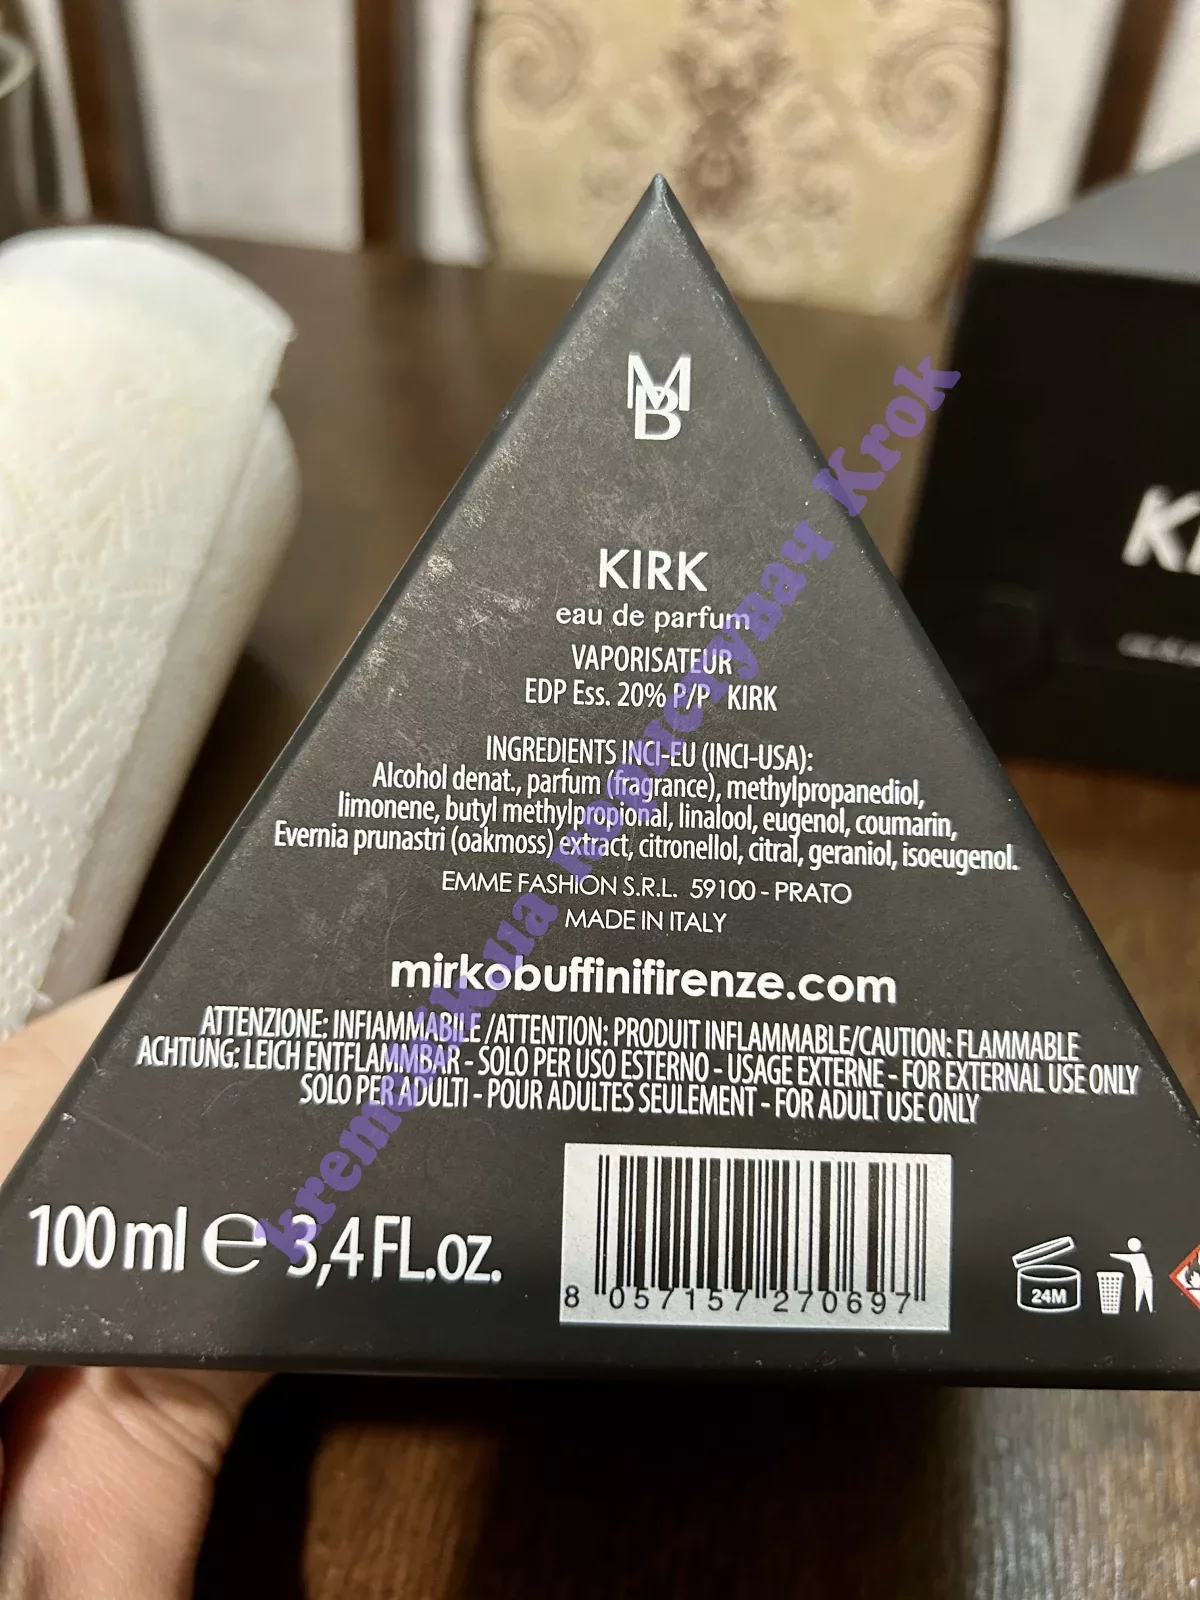 MB
KIRK
eau de parfum
VAPORISATEUR
EDP Ess. 20% P/P KIRK
INGREDIENTS INCI-EU (INCI-USA):
Alcohol denat., parfum (fragrance), methylpropanediol,
limonene, butyl methylpropional, linalool, eugenol, coumarin,
Evernia prunastri (oakmoss) extract, citronellol, citral, geraniol, isoeugenol.
EMME FASHION S.R.L. 59100 - PRATO
MADE IN ITALY
mirkobuffinifirenze.com
ATTENZIONE: INFIAMMABILE /ATTENTION: PRODUIT INFLAMMABLE/CAUTION: FLAMMABLE
ACHTUNG: LEICH ENTFLAMMBAR - SOLO PER USO ESTERNO - USAGE EXTERNE - FOR EXTERNAL USE ONLY
SOLO PER ADULTI - POUR ADULTES SEULEMENT - FOR ADULT USE ONLY
100 ml e 3,4 FL.OZ.
8 057157 270697
24M